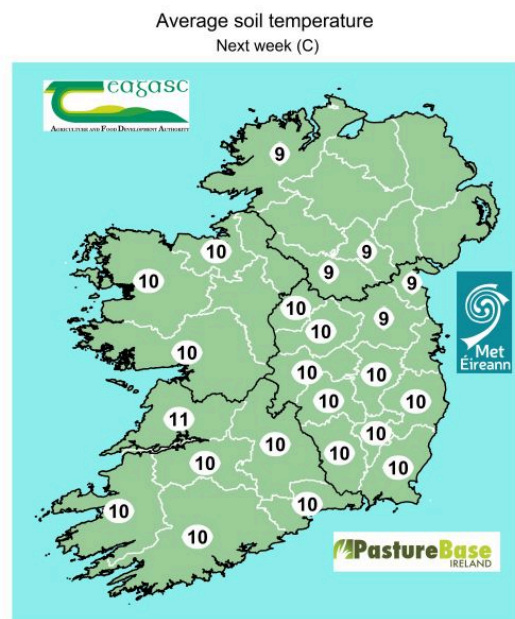 Average soil temperature
Next week (C)
Teagasc
AGRICULTURE AND FOOD DEVELOPMENT AUTHORITY
9
9
10
9
9
10
10
9
10
10
10
10
10
10
11
10
10
10
10
10
10
10
10
Met
Éireann
PastureBase
IRELAND